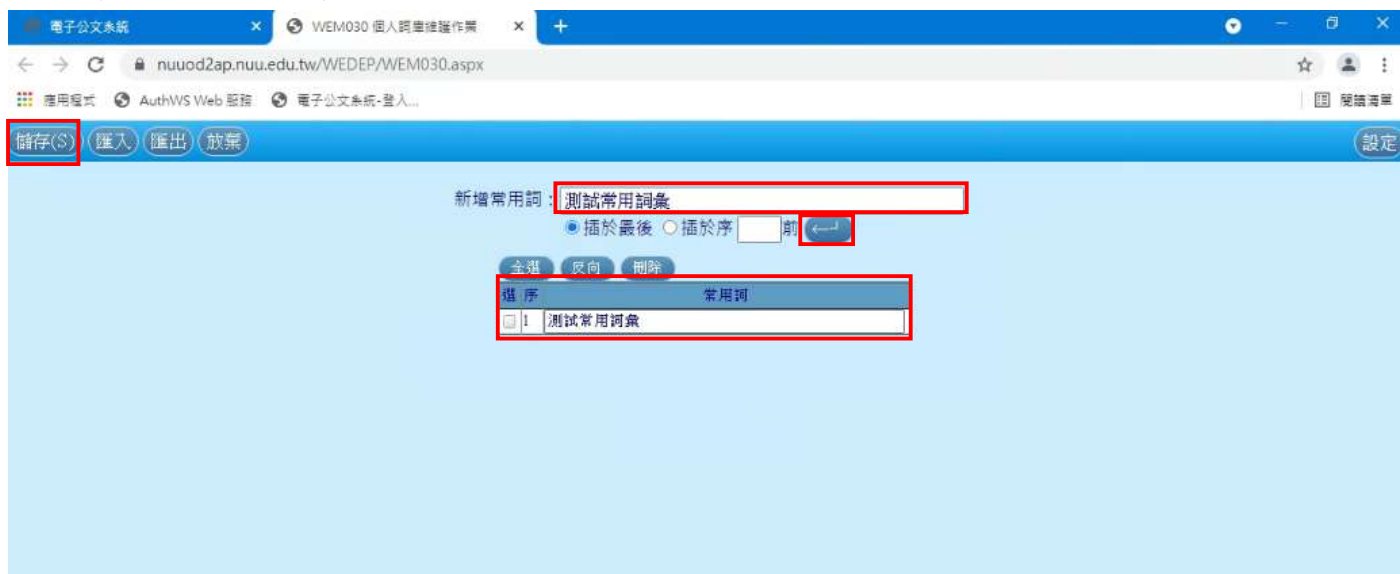 電子公文系統
WEM030 個人詞庫維護作業
nuuod2ap.nuu.edu.tw/WEDEP/WEM030.aspx
應用程式 AuthWS Web 服務 電子公文系統-登入... 閱讀清單
儲存(S) 匯入 匯出 放棄 設定
新增常用詞：測試常用詞彙
插於最後 插於序 前
全選 反向 刪除
選 序 常用詞
1 測試常用詞彙